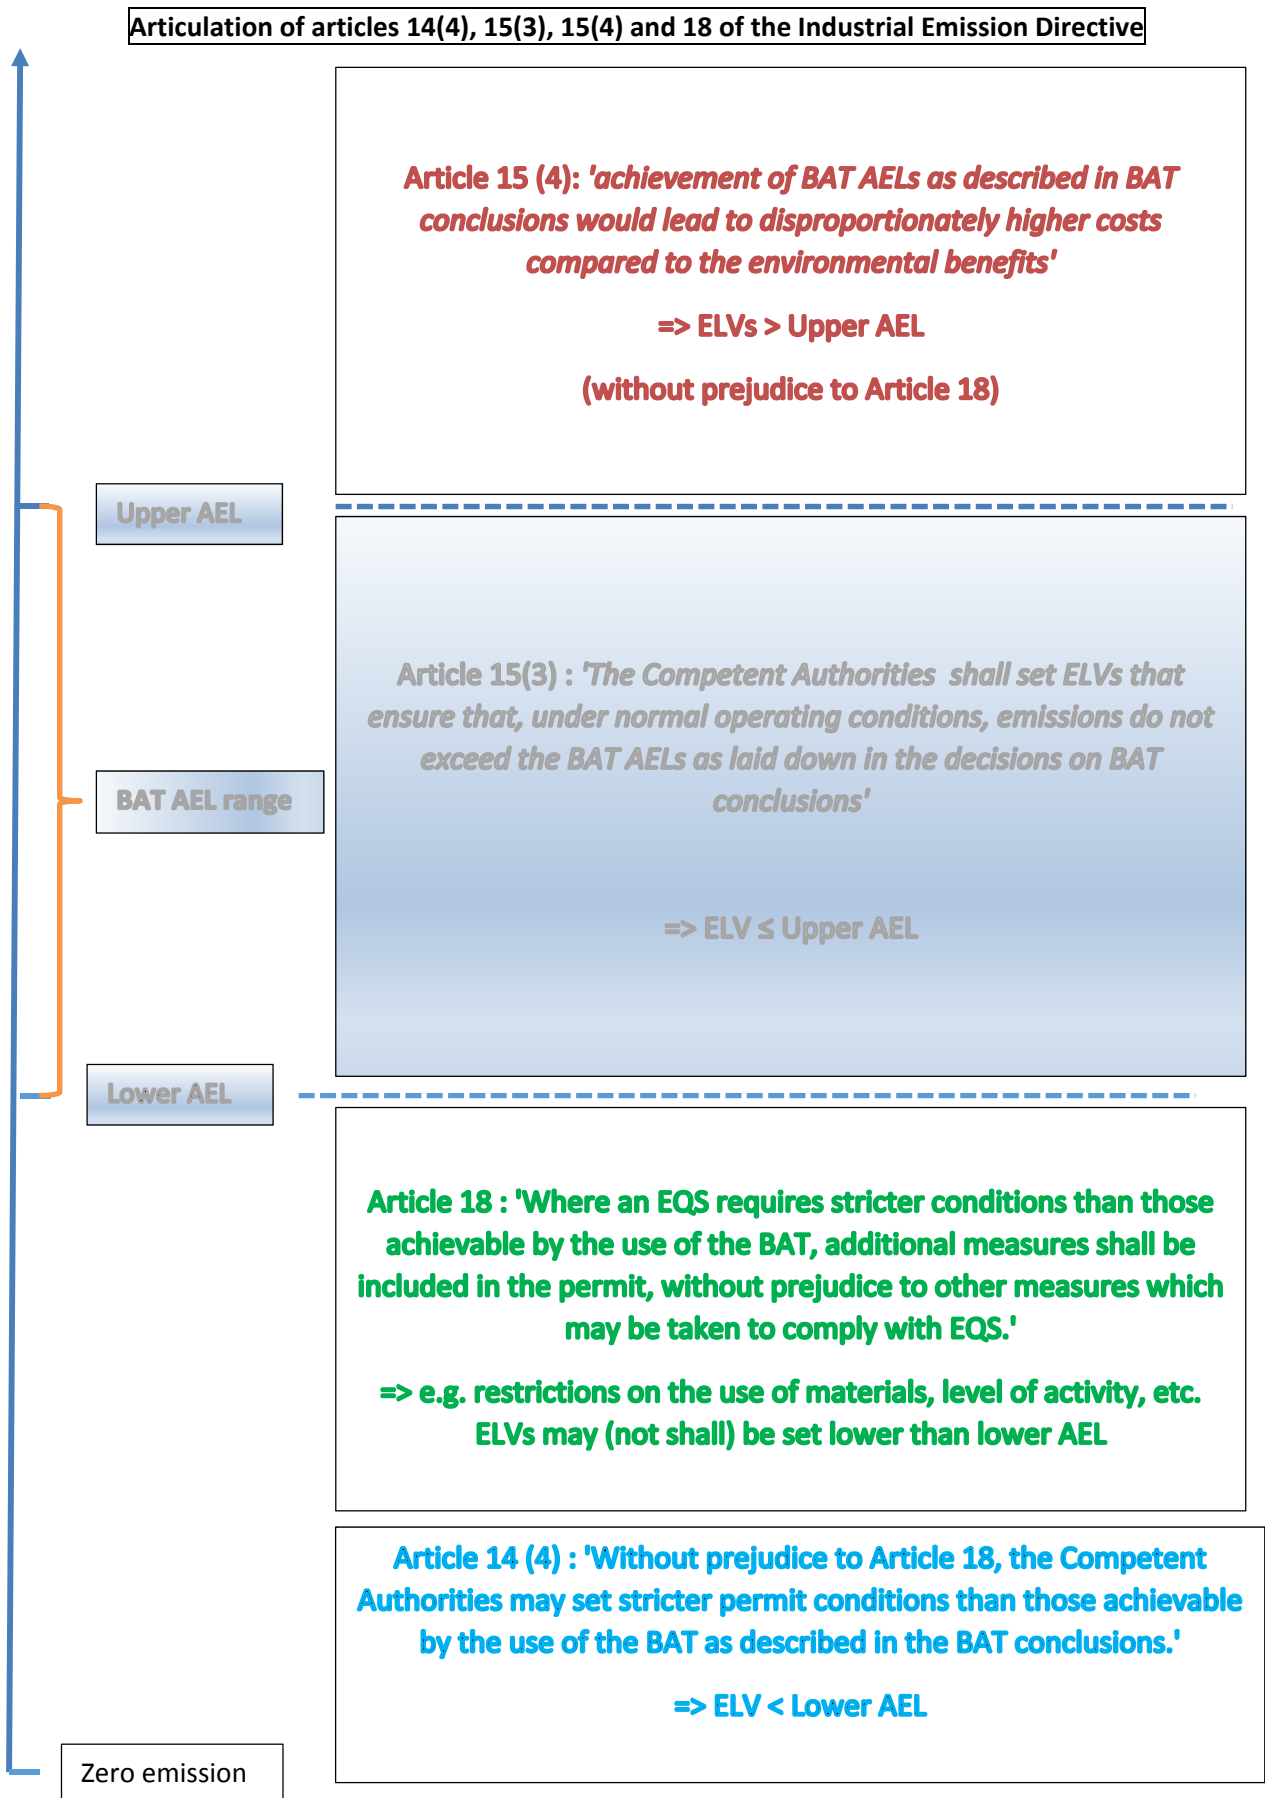 Articulation of articles 14(4), 15(3), 15(4) and 18 of the Industrial Emission Directive
Article 15 (4): 'achievement of BAT AELs as described in BAT
conclusions would lead to disproportionately higher costs
compared to the environmental benefits'
=> ELVs > Upper AEL
(without prejudice to Article 18)
Upper AEL
Article 15(3) : 'The Competent Authorities shall set ELVs that
ensure that, under normal operating conditions, emissions do not
exceed the BAT AELs as laid down in the decisions on BAT
conclusions'
BAT AEL range
=> ELV ≤ Upper AEL
Lower AEL
Article 18 : 'Where an EQS requires stricter conditions than those
achievable by the use of the BAT, additional measures shall be
included in the permit, without prejudice to other measures which
may be taken to comply with EQS.'
=> e.g. restrictions on the use of materials, level of activity, etc.
ELVs may (not shall) be set lower than lower AEL
Article 14 (4) : 'Without prejudice to Article 18, the Competent
Authorities may set stricter permit conditions than those achievable
by the use of the BAT as described in the BAT conclusions.'
=> ELV < Lower AEL
Zero emission